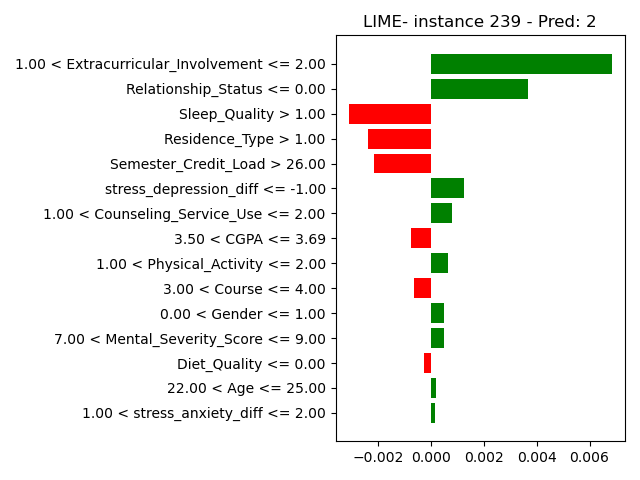 LIME- instance 239 - Pred: 2
1.00 < Extracurricular_Involvement <= 2.00
Relationship_Status <= 0.00
Sleep_Quality > 1.00
Residence_Type > 1.00
Semester_Credit_Load > 26.00
stress_depression_diff <= -1.00
1.00 < Counseling_Service_Use <= 2.00
3.50 < CGPA <= 3.69
1.00 < Physical_Activity <= 2.00
3.00 < Course <= 4.00
0.00 < Gender <= 1.00
7.00 < Mental_Severity_Score <= 9.00
Diet_Quality <= 0.00
22.00 < Age <= 25.00
1.00 < stress_anxiety_diff <= 2.00
−0.002 0.000 0.002 0.004 0.006